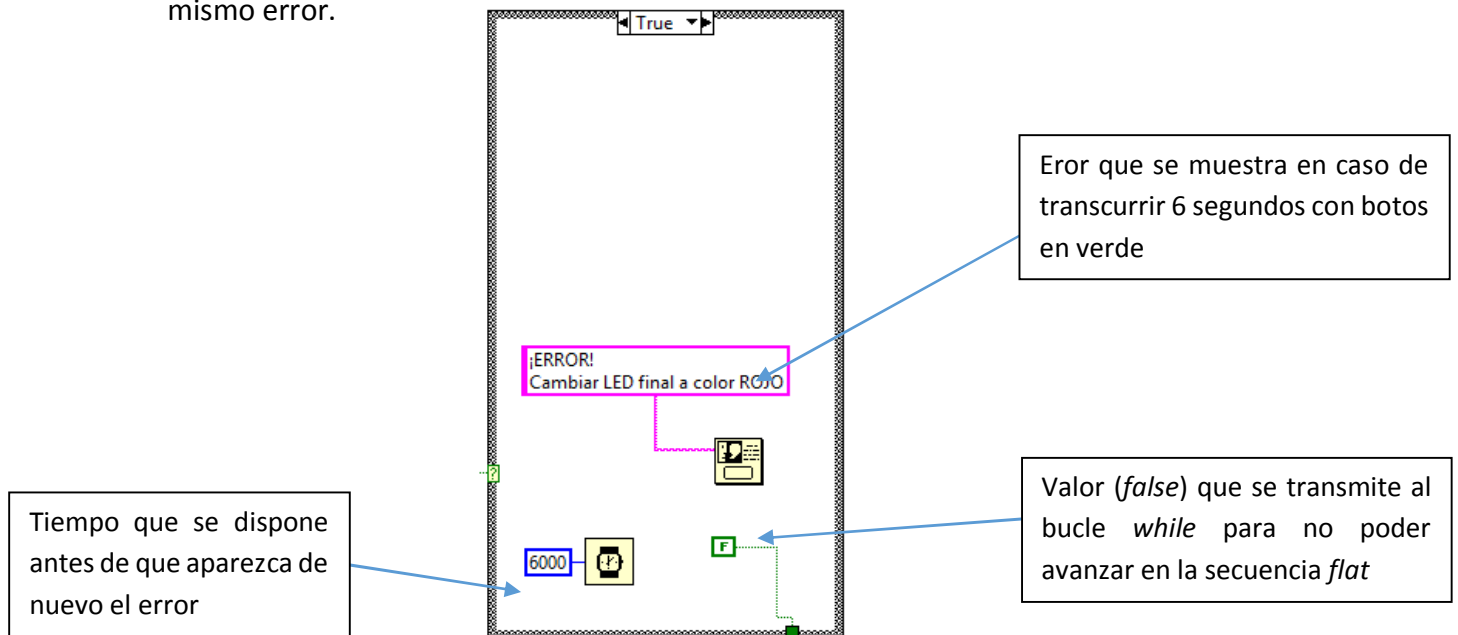 mismo error.
True
Eror que se muestra en caso de
transcurrir 6 segundos con botos
en verde
¡ERROR!
Cambiar LED final a color ROJO
?
Valor (false) que se transmite al
bucle while para no poder
avanzar en la secuencia flat
Tiempo que se dispone
antes de que aparezca de
nuevo el error
6000
F